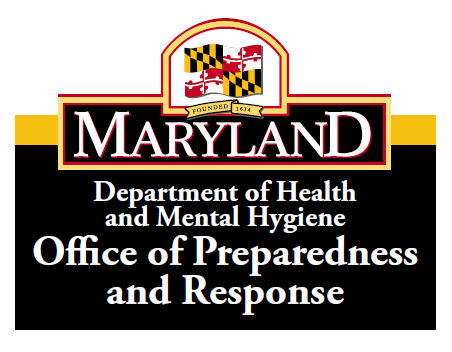 FOUNDED 1634
MARYLAND
Department of Health
and Mental Hygiene
Office of Preparedness
and Response